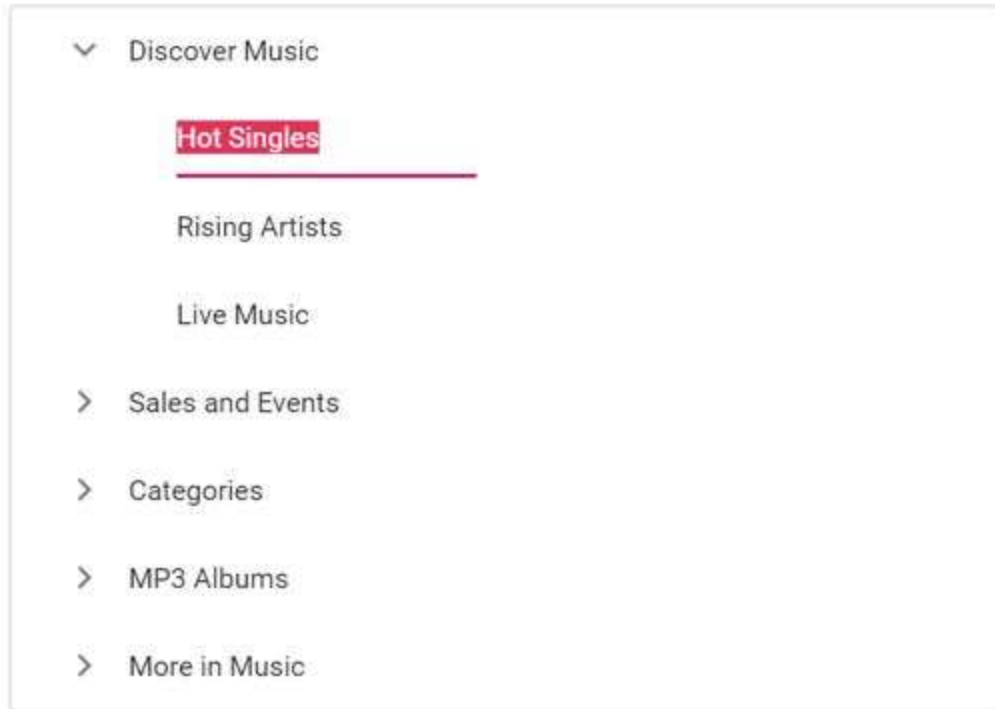 Discover Music
Hot Singles
Rising Artists
Live Music
Sales and Events
Categories
MP3 Albums
More in Music